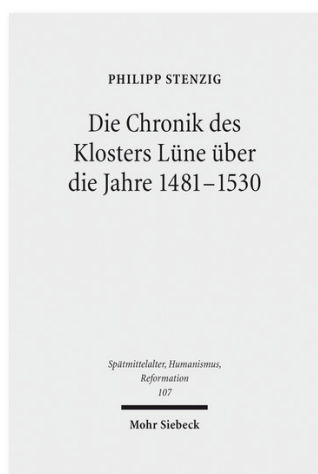 PHILIPP STENZIG
Die Chronik des
Klosters Lüne über
die Jahre 1481–1530
Spätmittelalter, Humanismus,
Reformation
107
Mohr Siebeck